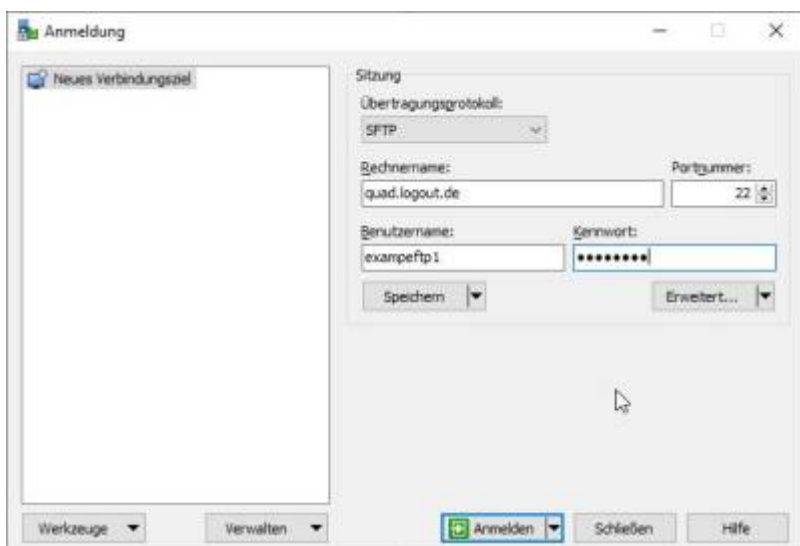 Anmeldung
Neues Verbindungsziel
Sitzung
Übertragungsprotokoll:
SFTP
Rechnername: Portnummer:
quad.logout.de 22
Benutzername: Kennwort:
exampeftp1 ••••••••
Speichern Erweitert...
Werkzeuge Verwalten Anmelden Schließen Hilfe